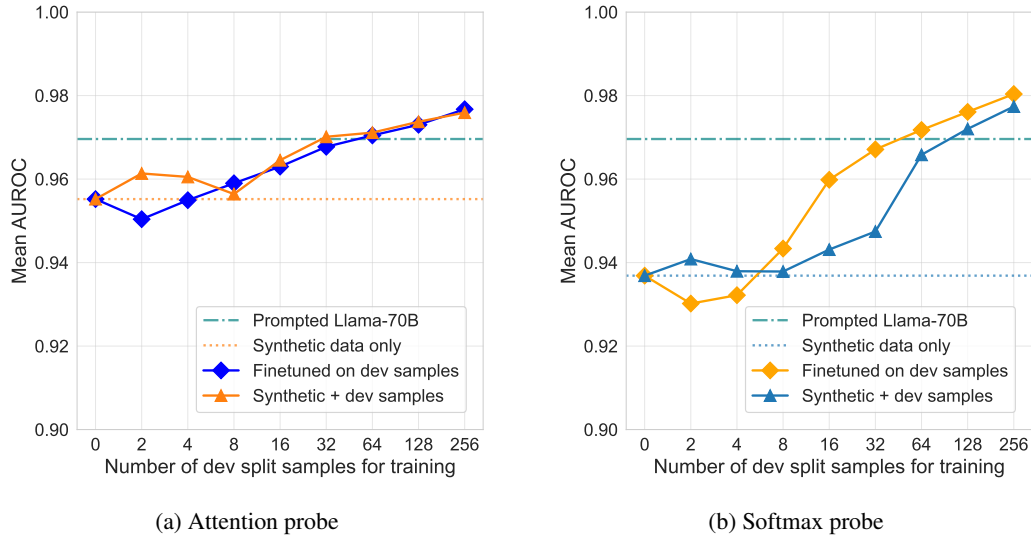 1.00
0.98
0.96
0.94
0.92
0.90
Mean AUROC
0 2 4 8 16 32 64 128 256
Number of dev split samples for training
Prompted Llama-70B
Synthetic data only
Finetuned on dev samples
Synthetic + dev samples
(a) Attention probe
1.00
0.98
0.96
0.94
0.92
0.90
Mean AUROC
0 2 4 8 16 32 64 128 256
Number of dev split samples for training
Prompted Llama-70B
Synthetic data only
Finetuned on dev samples
Synthetic + dev samples
(b) Softmax probe